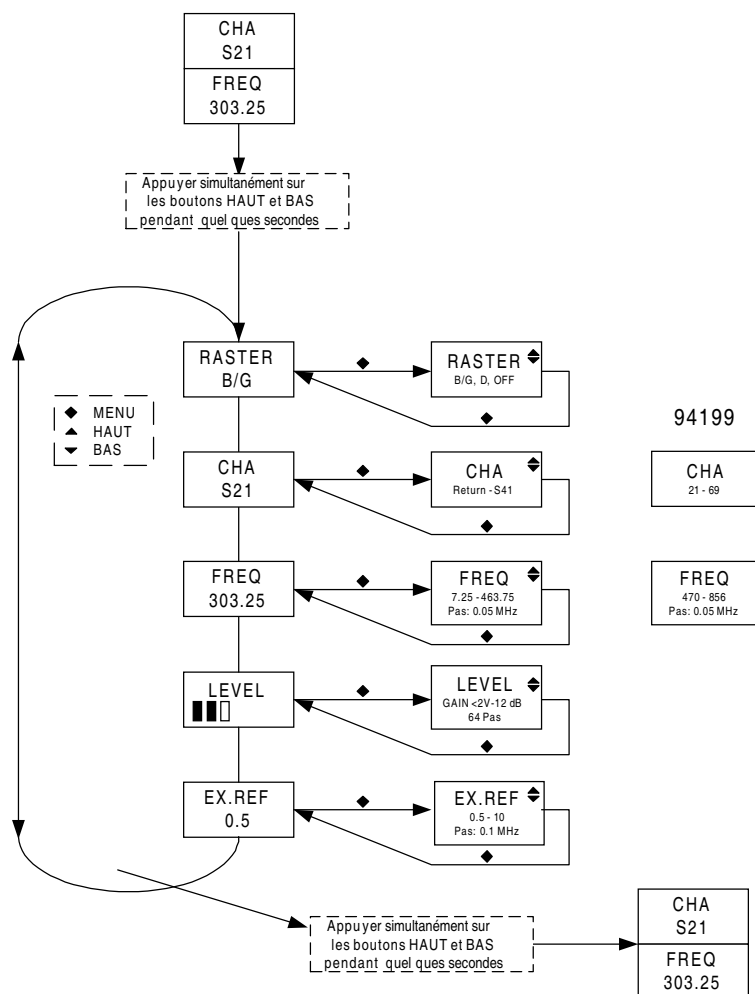 CHA
S21
FREQ
303.25
Appuyer simultanément sur
les boutons HAUT et BAS
pendant quel ques secondes
RASTER
B/G
RASTER
B/G, D, OFF
MENU
HAUT
BAS
94199
CHA
S21
CHA
Return - S41
CHA
21 - 69
FREQ
303.25
FREQ
7.25 - 463.75
Pas: 0.05 MHz
FREQ
470 - 856
Pas: 0.05 MHz
LEVEL
LEVEL
GAIN <2V-12 dB
64 Pas
EX.REF
0.5
EX.REF
0.5 - 10
Pas: 0.1 MHz
Appuyer simultanément sur
les boutons HAUT et BAS
pendant quel ques secondes
CHA
S21
FREQ
303.25